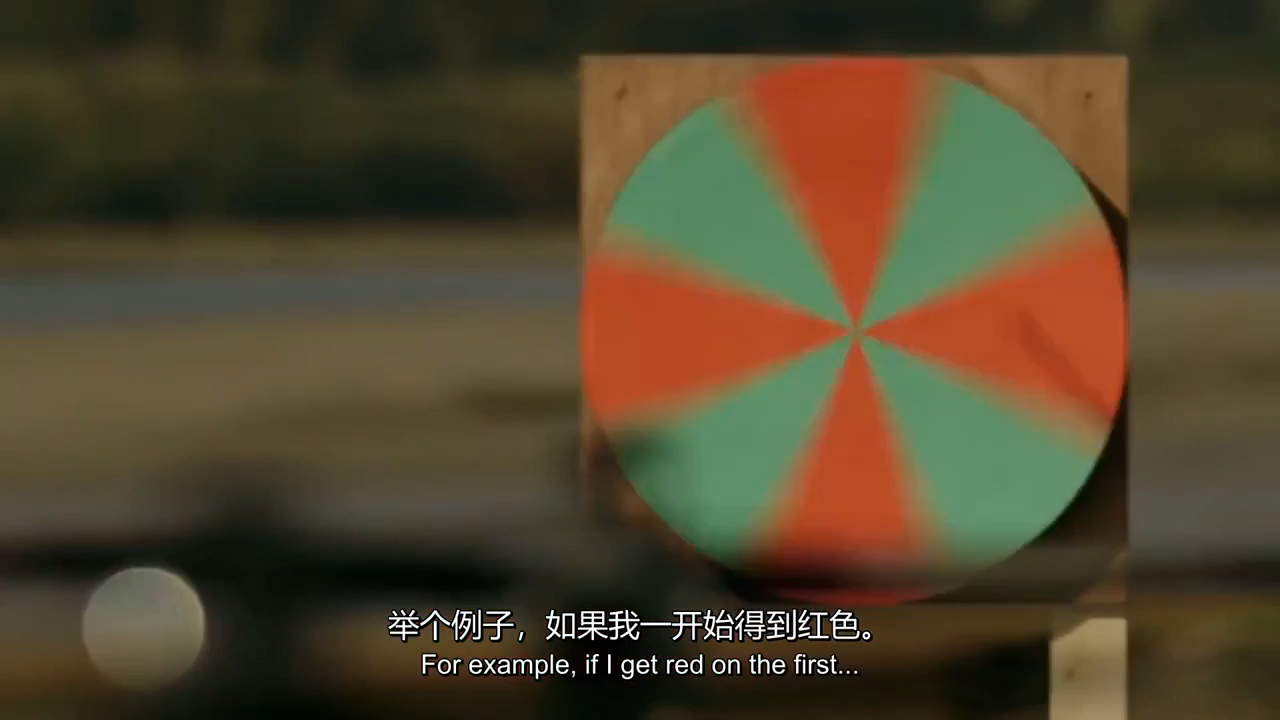 举个例子，如果我一开始得到红色。
For example, if I get red on the first...